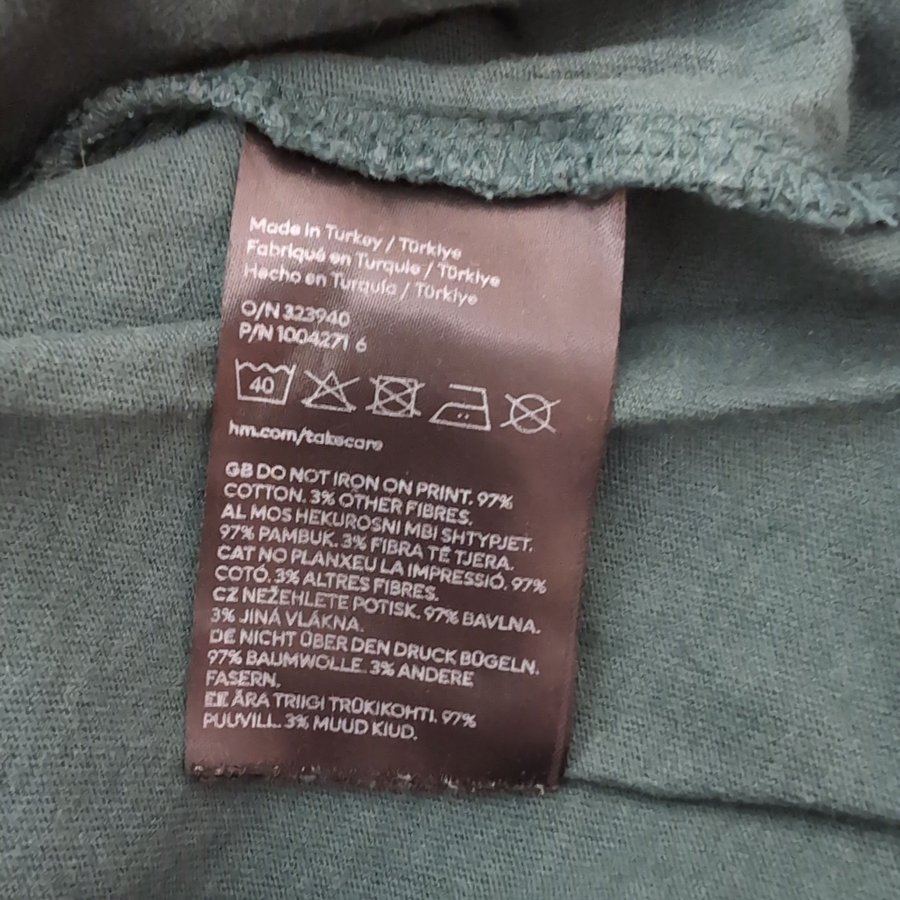 Made in Turkey / Türkiye
Fabriqué en Turquie / Türkiye
Hecho en Turquía / Türkiye
O/N 323940
P/N 1004271 6
40
hm.com/takecare
GB DO NOT IRON ON PRINT. 97%
COTTON. 3% OTHER FIBRES.
AL MOS HEKUROSNI MBI SHTYPJET.
97% PAMBUK. 3% FIBRA TË TJERA.
CAT NO PLANXEU LA IMPRESSIÓ. 97%
COTÓ. 3% ALTRES FIBRES.
CZ NEŽEHLETE POTISK. 97% BAVLNA.
3% JINÁ VLÁKNA.
DE NICHT ÜBER DEN DRUCK BÜGELN.
97% BAUMWOLLE. 3% ANDERE
FASERN.
EE ÄRA TRIIGI TRÜKIKOHTI. 97%
PUUVILL. 3% MUUD KIUD.